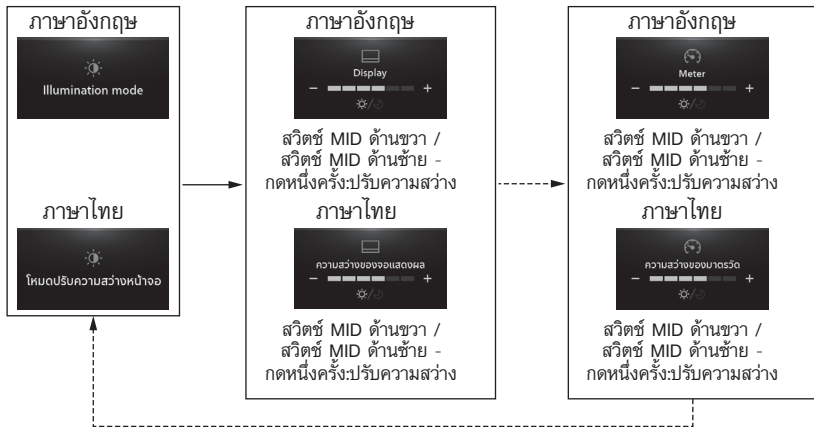 ภาษาอังกฤษ
Illumination mode
ภาษาไทย
โหมดปรับความสว่างหน้าจอ
ภาษาอังกฤษ
Display
- +
/
สวิตช์ MID ด้านขวา /
สวิตช์ MID ด้านซ้าย -
กดหนึ่งครั้ง:ปรับความสว่าง
ภาษาไทย
ความสว่างของจอแสดงผล
- +
/
สวิตช์ MID ด้านขวา /
สวิตช์ MID ด้านซ้าย -
กดหนึ่งครั้ง:ปรับความสว่าง
ภาษาอังกฤษ
Meter
- +
/
สวิตช์ MID ด้านขวา /
สวิตช์ MID ด้านซ้าย -
กดหนึ่งครั้ง:ปรับความสว่าง
ภาษาไทย
ความสว่างของมาตรวัด
- +
/
สวิตช์ MID ด้านขวา /
สวิตช์ MID ด้านซ้าย -
กดหนึ่งครั้ง:ปรับความสว่าง